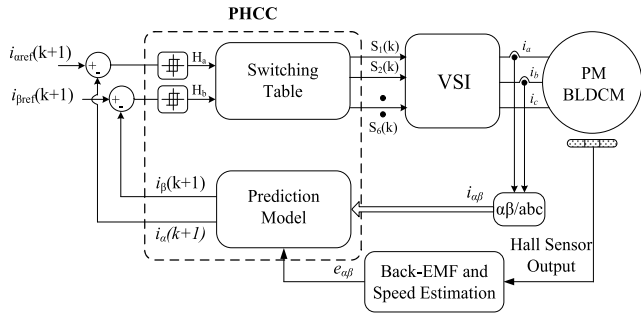 PHCC
iαref(k+1)
iβref(k+1)
+
-
+
-
Ha
Hb
Switching
Table
S1(k)
S2(k)
S6(k)
VSI
ia
ib
ic
PM
BLDCM
iβ(k+1)
iα(k+1)
Prediction
Model
iαβ
αβ/abc
Hall Sensor
Output
eαβ
Back-EMF and
Speed Estimation